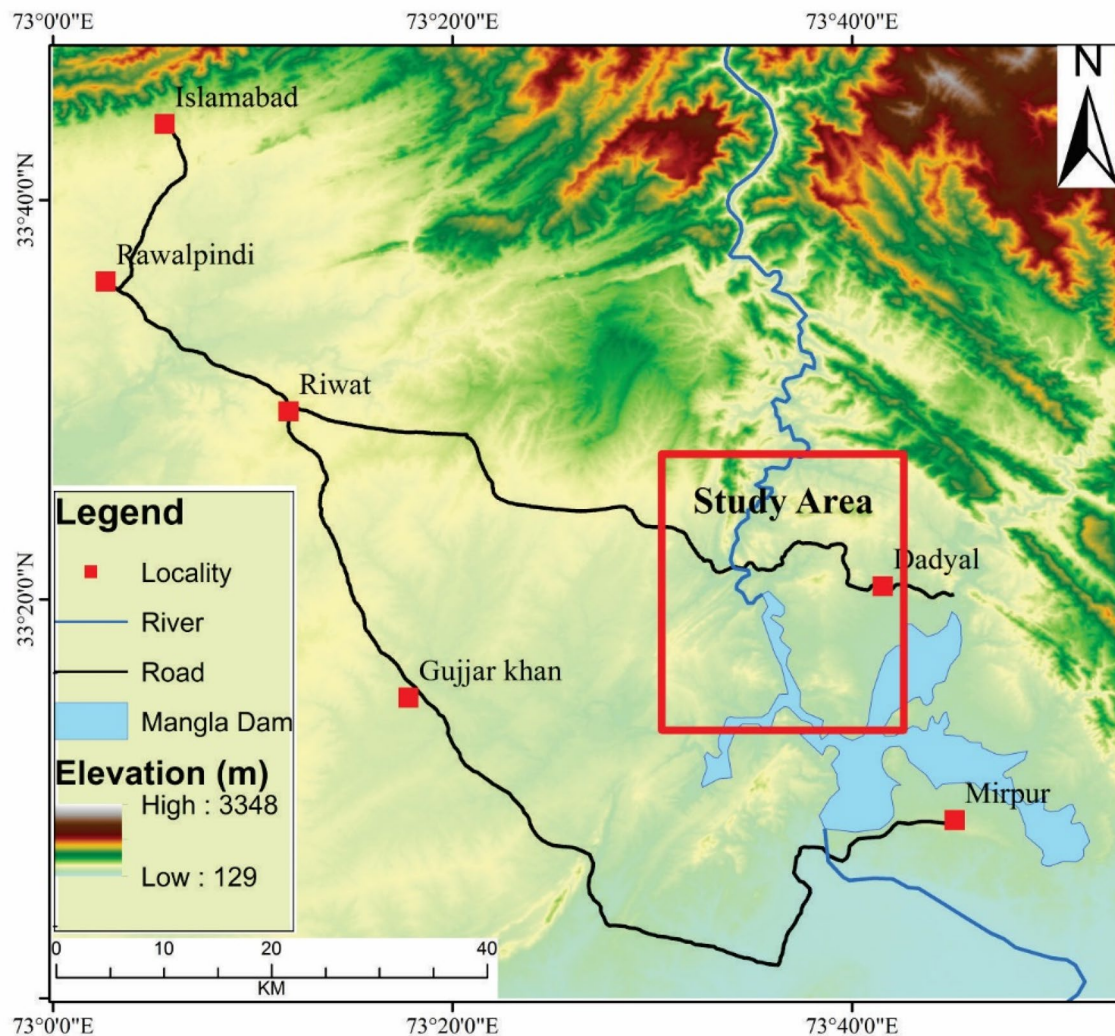 73°0'0"E
73°20'0"E
73°40'0"E
N
Islamabad
33°40'0"N
Rawalpindi
Riwat
Study Area
Dadyal
33°20'0"N
Gujjar khan
Mirpur
Legend
Locality
River
Road
Mangla Dam
Elevation (m)
High : 3348
Low : 129
0 10 20 40
KM
73°0'0"E
73°20'0"E
73°40'0"E